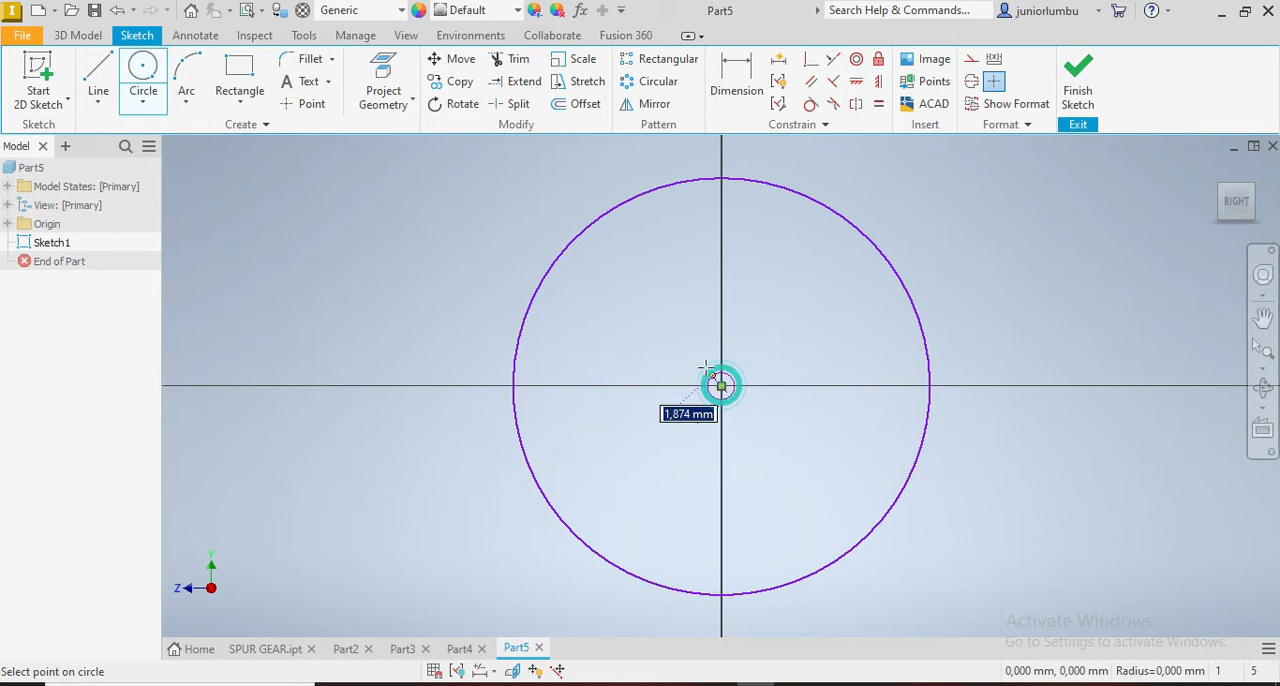 Generic
Default
fx
Part5
Search Help & Commands...
juniorlumbu
File
3D Model
Sketch
Annotate
Inspect
Tools
Manage
View
Environments
Collaborate
Fusion 360
Start
2D Sketch
Line
Circle
Arc
Rectangle
Fillet
Text
Point
Project
Geometry
Move
Copy
Rotate
Trim
Extend
Split
Scale
Stretch
Offset
Rectangular
Circular
Mirror
Dimension
Image
Points
ACAD
Show Format
Finish
Sketch
Sketch
Create
Modify
Pattern
Constrain
Insert
Format
Exit
Model
Part5
Model States: [Primary]
View: [Primary]
Origin
Sketch1
End of Part
RIGHT
1,874 mm
Y
Z
Activate Windows
Go to Settings to activate Windows.
Home
SPUR GEAR.ipt
Part2
Part3
Part4
Part5
Select point on circle
0,000 mm, 0,000 mm
Radius=0,000 mm
1
5